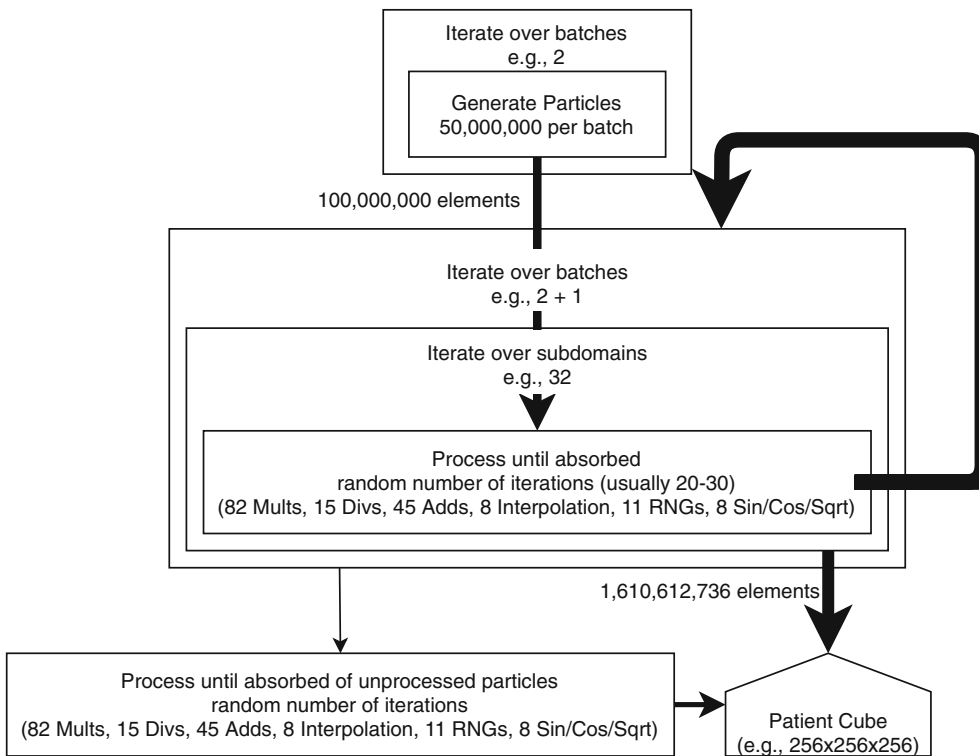 Iterate over batches
e.g., 2
Generate Particles
50,000,000 per batch
100,000,000 elements
Iterate over batches
e.g., 2 + 1
Iterate over subdomains
e.g., 32
Process until absorbed
random number of iterations (usually 20-30)
(82 Mults, 15 Divs, 45 Adds, 8 Interpolation, 11 RNGs, 8 Sin/Cos/Sqrt)
1,610,612,736 elements
Process until absorbed of unprocessed particles
random number of iterations
(82 Mults, 15 Divs, 45 Adds, 8 Interpolation, 11 RNGs, 8 Sin/Cos/Sqrt)
Patient Cube
(e.g., 256x256x256)